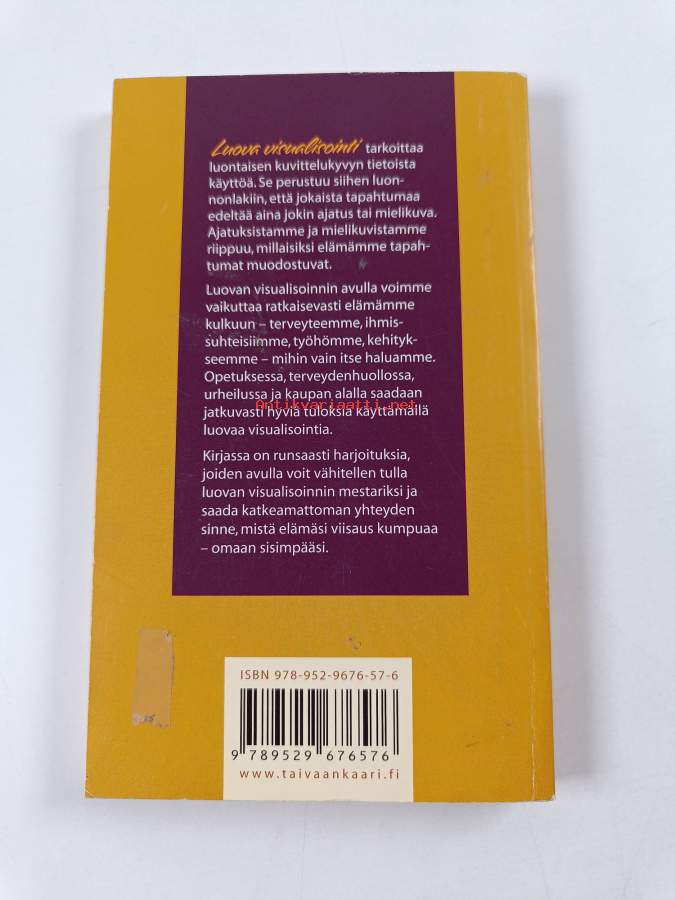 Luova visualisointi tarkoittaa
luontaisen kuvittelukyvyn tietoista
käyttöä. Se perustuu siihen luon-
nonlakiin, että jokaista tapahtumaa
edeltää aina jokin ajatus tai mielikuva.
Ajatuksistamme ja mielikuvistamme
riippuu, millaisiksi elämämme tapah-
tumat muodostuvat.
Luovan visualisoinnin avulla voimme
vaikuttaa ratkaisevasti elämämme
kulkuun – terveyteemme, ihmis-
suhteisiimme, työhömme, kehityk-
seemme – mihin vain itse haluamme.
Opetuksessa, terveydenhuollossa,
urheilussa ja kaupan alalla saadaan
Antikvariaatti.net
jatkuvasti hyviä tuloksia käyttämällä
luovaa visualisointia.
Kirjassa on runsaasti harjoituksia,
joiden avulla voit vähitellen tulla
luovan visualisoinnin mestariksi ja
saada katkeamattoman yhteyden
sinne, mistä elämäsi viisaus kumpuaa
– omaan sisimpääsi.
ISBN 978-952-9676-57-6
9 789529 676576
www.taivaankaari.fi